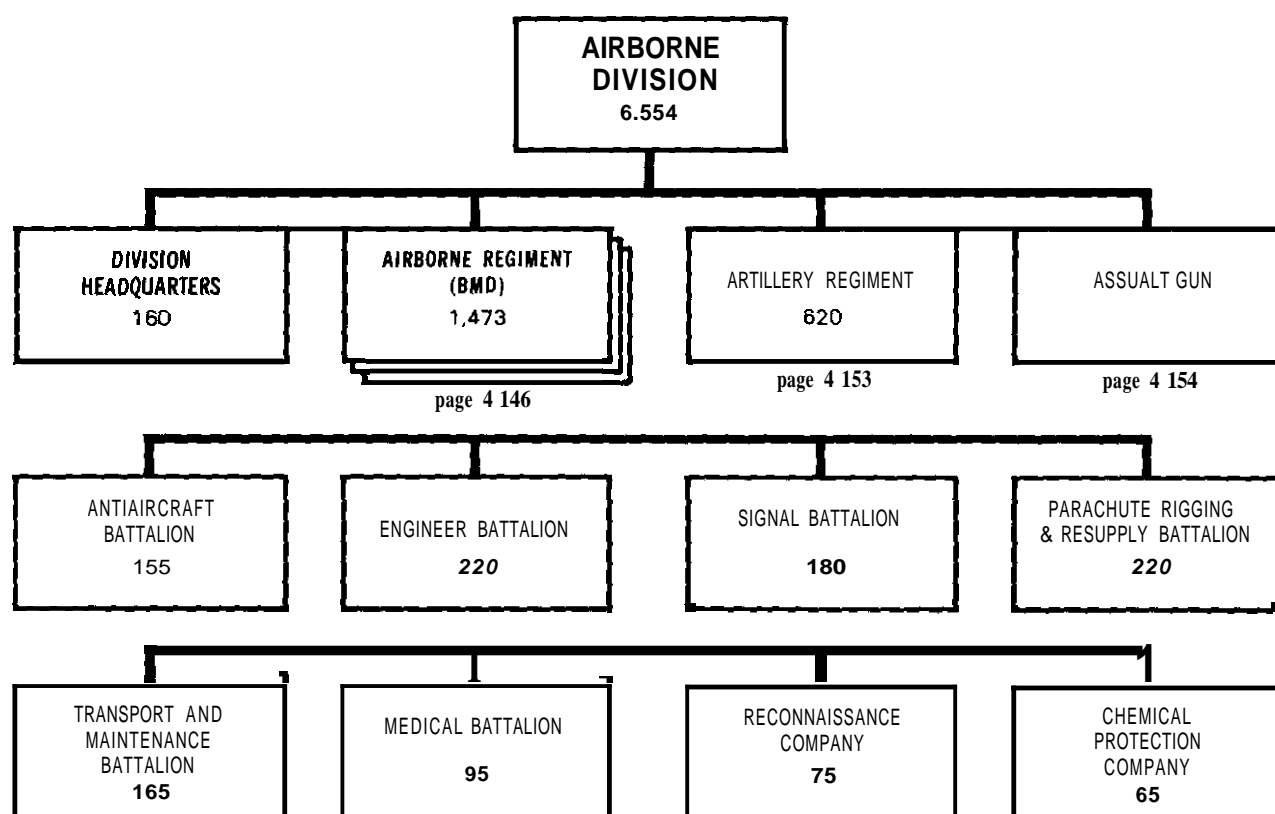 AIRBORNE
DIVISION
6.554
DIVISION
HEADQUARTERS
160
AIRBORNE REGIMENT
(BMD)
1,473
page 4 146
ARTILLERY REGIMENT
620
page 4 153
ASSUALT GUN
page 4 154
ANTIAIRCRAFT
BATTALION
155
ENGINEER BATTALION
220
SIGNAL BATTALION
180
PARACHUTE RIGGING
& RESUPPLY BATTALION
220
TRANSPORT AND
MAINTENANCE
BATTALION
165
MEDICAL BATTALION
95
RECONNAISSANCE
COMPANY
75
CHEMICAL
PROTECTION
COMPANY
65